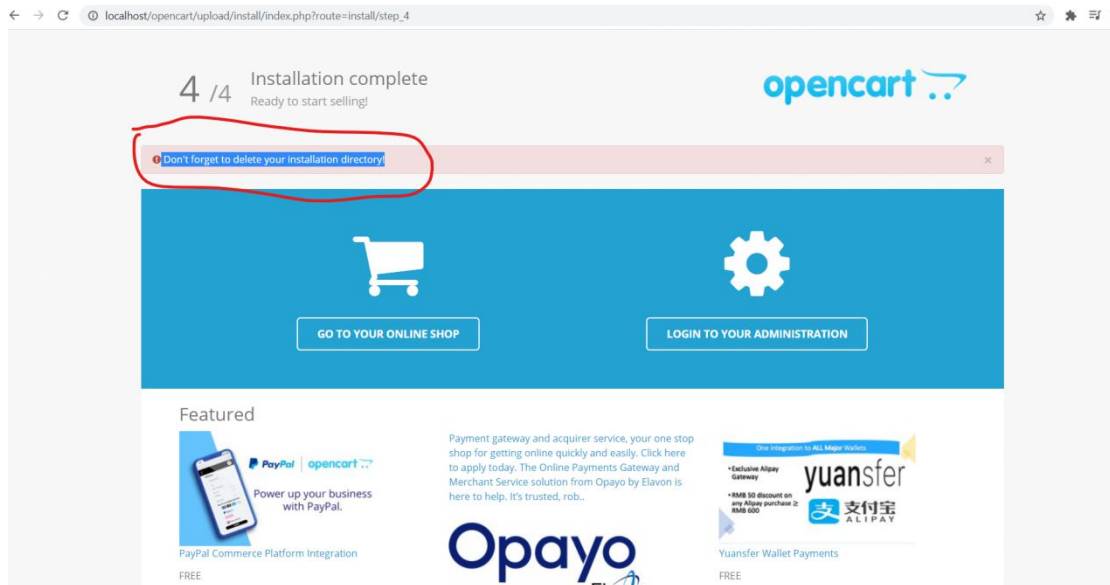 localhost/opencart/upload/install/index.php?route=install/step_4
4 /4
Installation complete
Ready to start selling!
opencart
Don't forget to delete your installation directory!
×
GO TO YOUR ONLINE SHOP
LOGIN TO YOUR ADMINISTRATION
Featured
PayPal | opencart
Power up your business
with PayPal.
PayPal Commerce Platform Integration
FREE
Payment gateway and acquirer service, your one stop
shop for getting online quickly and easily. Click here
to apply today. The Online Payments Gateway and
Merchant Service solution from Opayo by Elavon is
here to help. It's trusted, rob..
Opayo
One Integration to ALL Major Wallets
•Exclusive Alipay
Gateway
•RMB 50 discount on
any Alipay purchase ≥
RMB 600
yuansfer
支 支付宝
ALIPAY
Yuansfer Wallet Payments
FREE